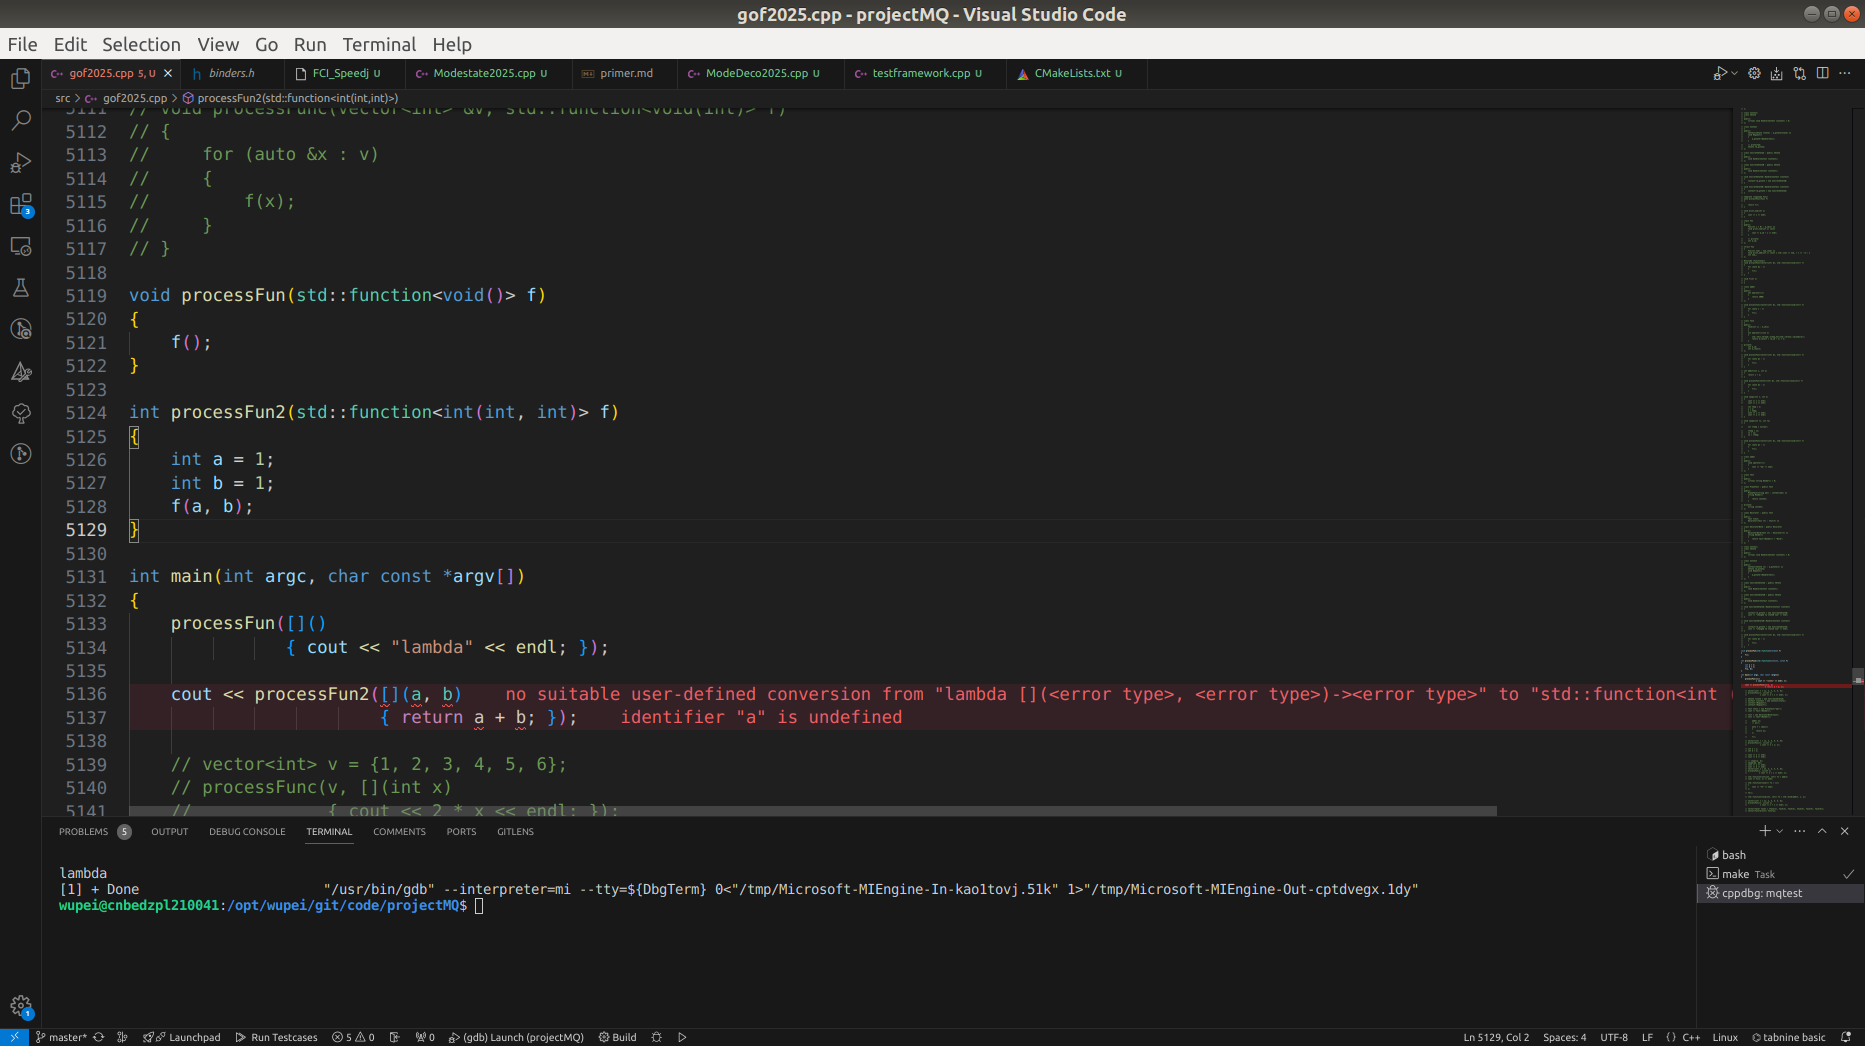 gof2025.cpp - projectMQ - Visual Studio Code
File Edit Selection View Go Run Terminal Help
gof2025.cpp 5, U binders.h FCI_Speedj U Modestate2025.cpp U primer.md ModeDeco2025.cpp U testframework.cpp U CMakeLists.txt U
src > gof2025.cpp > processFun2(std::function<int(int,int)>)
5111 // void processFunc(vector<int> &v, std::function<void(int)> f)
5112 // {
5113 //     for (auto &x : v)
5114 //     {
5115 //         f(x);
5116 //     }
5117 // }
5118
5119 void processFun(std::function<void()> f)
5120 {
5121     f();
5122 }
5123
5124 int processFun2(std::function<int(int, int)> f)
5125 {
5126     int a = 1;
5127     int b = 1;
5128     f(a, b);
5129 }
5130
5131 int main(int argc, char const *argv[])
5132 {
5133     processFun([]()
5134                { cout << "lambda" << endl; });
5135
5136     cout << processFun2([](a, b)    no suitable user-defined conversion from "lambda [](<error type>, <error type>)-><error type>" to "std::function<int
5137                         { return a + b; });    identifier "a" is undefined
5138
5139     // vector<int> v = {1, 2, 3, 4, 5, 6};
5140     // processFunc(v, [](int x)
5141     //             { cout << 2 * x << endl; });
PROBLEMS 5 OUTPUT DEBUG CONSOLE TERMINAL COMMENTS PORTS GITLENS
lambda
[1] + Done                       "/usr/bin/gdb" --interpreter=mi --tty=${DbgTerm} 0<"/tmp/Microsoft-MIEngine-In-kao1tovj.51k" 1>"/tmp/Microsoft-MIEngine-Out-cptdvegx.1dy"
wupei@cnbedzpl210041:/opt/wupei/git/code/projectMQ$
bash
make Task
cppdbg: mqtest
3
1
master* Launchpad Run Testcases 5 0 0 (gdb) Launch (projectMQ) Build Ln 5129, Col 2 Spaces: 4 UTF-8 LF {} C++ Linux tabnine basic